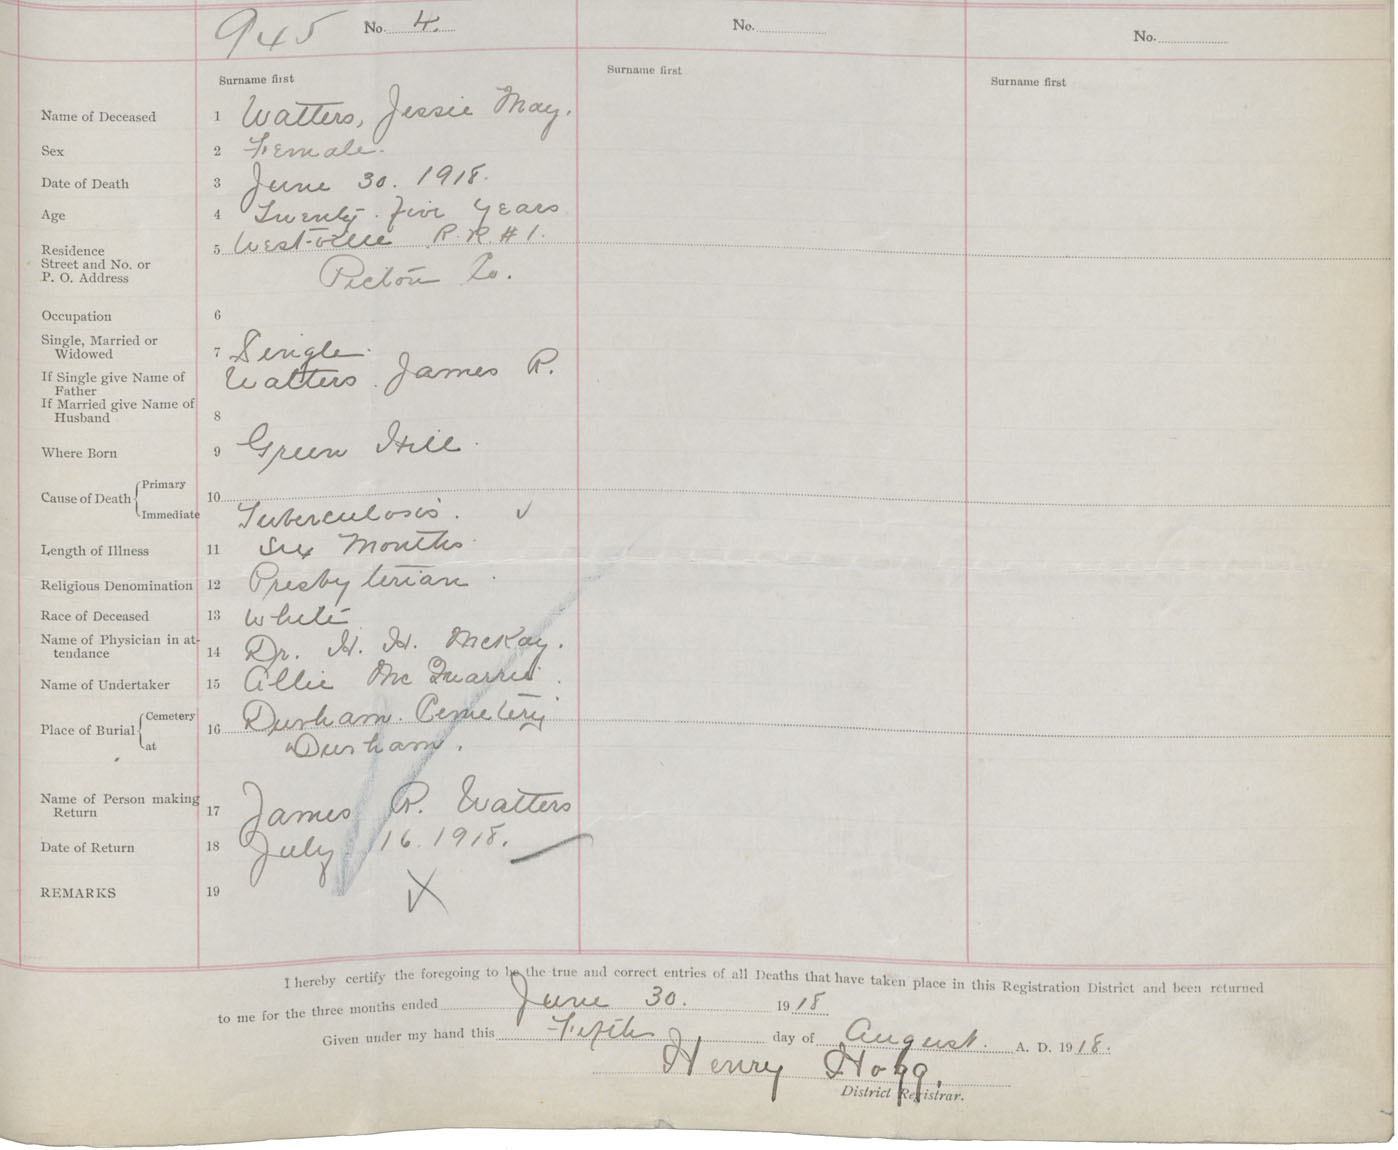 945 No. 4. No. No.
Surname first Surname first Surname first
Name of Deceased 1 Watters, Jessie May.
Sex 2 Female.
Date of Death 3 June 30. 1918.
Age 4 Twenty-five years
Residence 5 Westville R.R #1.
Street and No. or
P. O. Address Pictou Co.
Occupation 6
Single, Married or
Widowed 7 Single.
If Single give Name of
Father Watters. James R.
If Married give Name of
Husband 8
Where Born 9 Green Hill.
Cause of Death Primary 10
Immediate Tuberculosis. ✓
Length of Illness 11 Six Months
Religious Denomination 12 Presbyterian.
Race of Deceased 13 White
Name of Physician in at-
tendance 14 Dr. H. H. McKay.
Name of Undertaker 15 Allie McQuarrie.
Place of Burial Cemetery 16 Durham. Cemetery
at Durham.
Name of Person making
Return 17 James R. Watters
Date of Return 18 July 16. 1918.
REMARKS 19 X
I hereby certify the foregoing to be the true and correct entries of all Deaths that have taken place in this Registration District and been returned
to me for the three months ended June 30. 1918
Given under my hand this Fifth day of August. A. D. 1918.
Henry Hogg.
District Registrar.